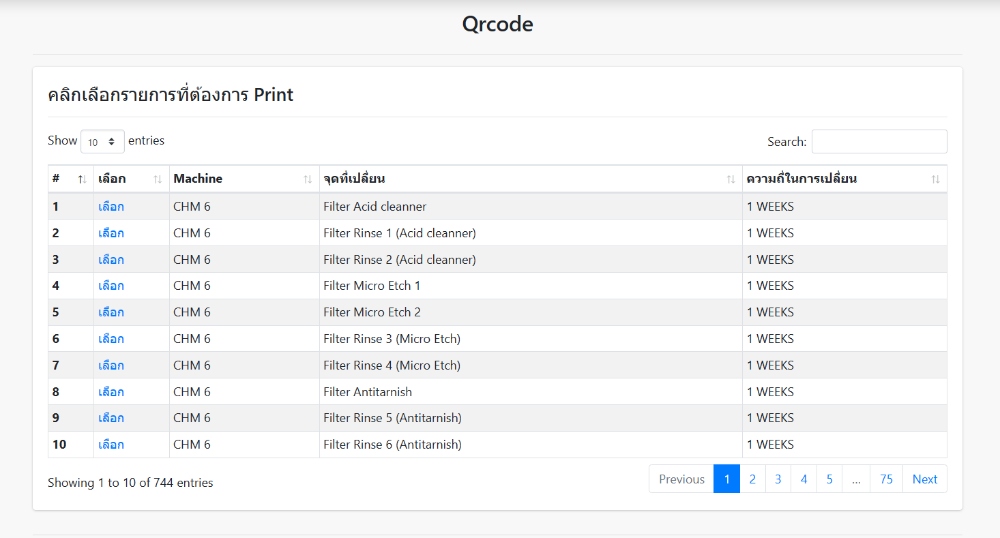 Qrcode
คลิกเลือกรายการที่ต้องการ Print
Show 10 entries
Search:
# เลือก Machine จุดที่เปลี่ยน ความถี่ในการเปลี่ยน
1 เลือก CHM 6 Filter Acid cleanner 1 WEEKS
2 เลือก CHM 6 Filter Rinse 1 (Acid cleanner) 1 WEEKS
3 เลือก CHM 6 Filter Rinse 2 (Acid cleanner) 1 WEEKS
4 เลือก CHM 6 Filter Micro Etch 1 1 WEEKS
5 เลือก CHM 6 Filter Micro Etch 2 1 WEEKS
6 เลือก CHM 6 Filter Rinse 3 (Micro Etch) 1 WEEKS
7 เลือก CHM 6 Filter Rinse 4 (Micro Etch) 1 WEEKS
8 เลือก CHM 6 Filter Antitarnish 1 WEEKS
9 เลือก CHM 6 Filter Rinse 5 (Antitarnish) 1 WEEKS
10 เลือก CHM 6 Filter Rinse 6 (Antitarnish) 1 WEEKS
Showing 1 to 10 of 744 entries
Previous 1 2 3 4 5 ... 75 Next